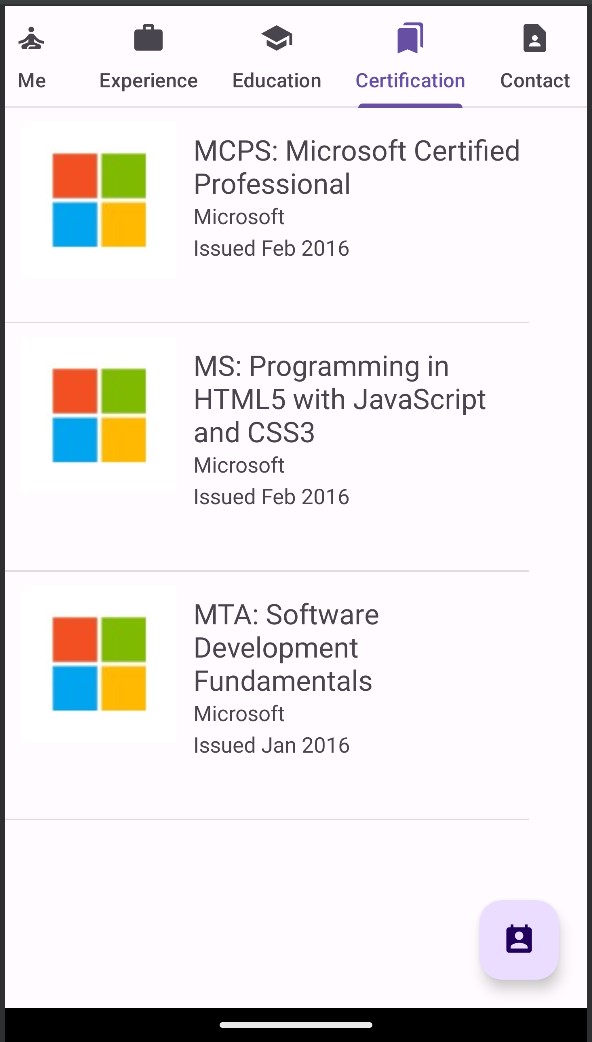 Me Experience Education Certification Contact
MCPS: Microsoft Certified
Professional
Microsoft
Issued Feb 2016
MS: Programming in
HTML5 with JavaScript
and CSS3
Microsoft
Issued Feb 2016
MTA: Software
Development
Fundamentals
Microsoft
Issued Jan 2016